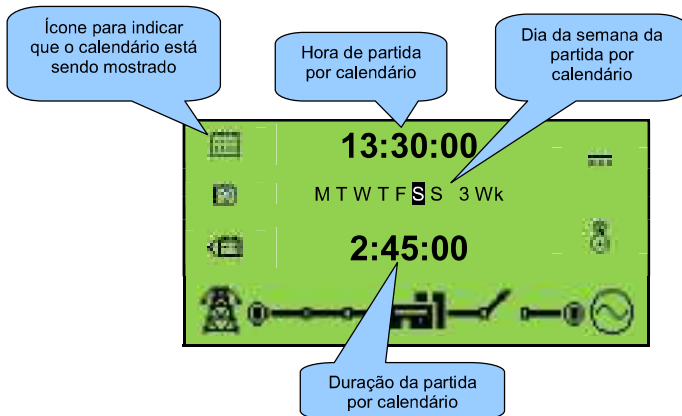 Ícone para indicar
que o calendário está
sendo mostrado
Hora de partida
por calendário
Dia da semana da
partida por
calendário
13:30:00
M T W T F S S 3 Wk
2:45:00
Duração da partida
por calendário